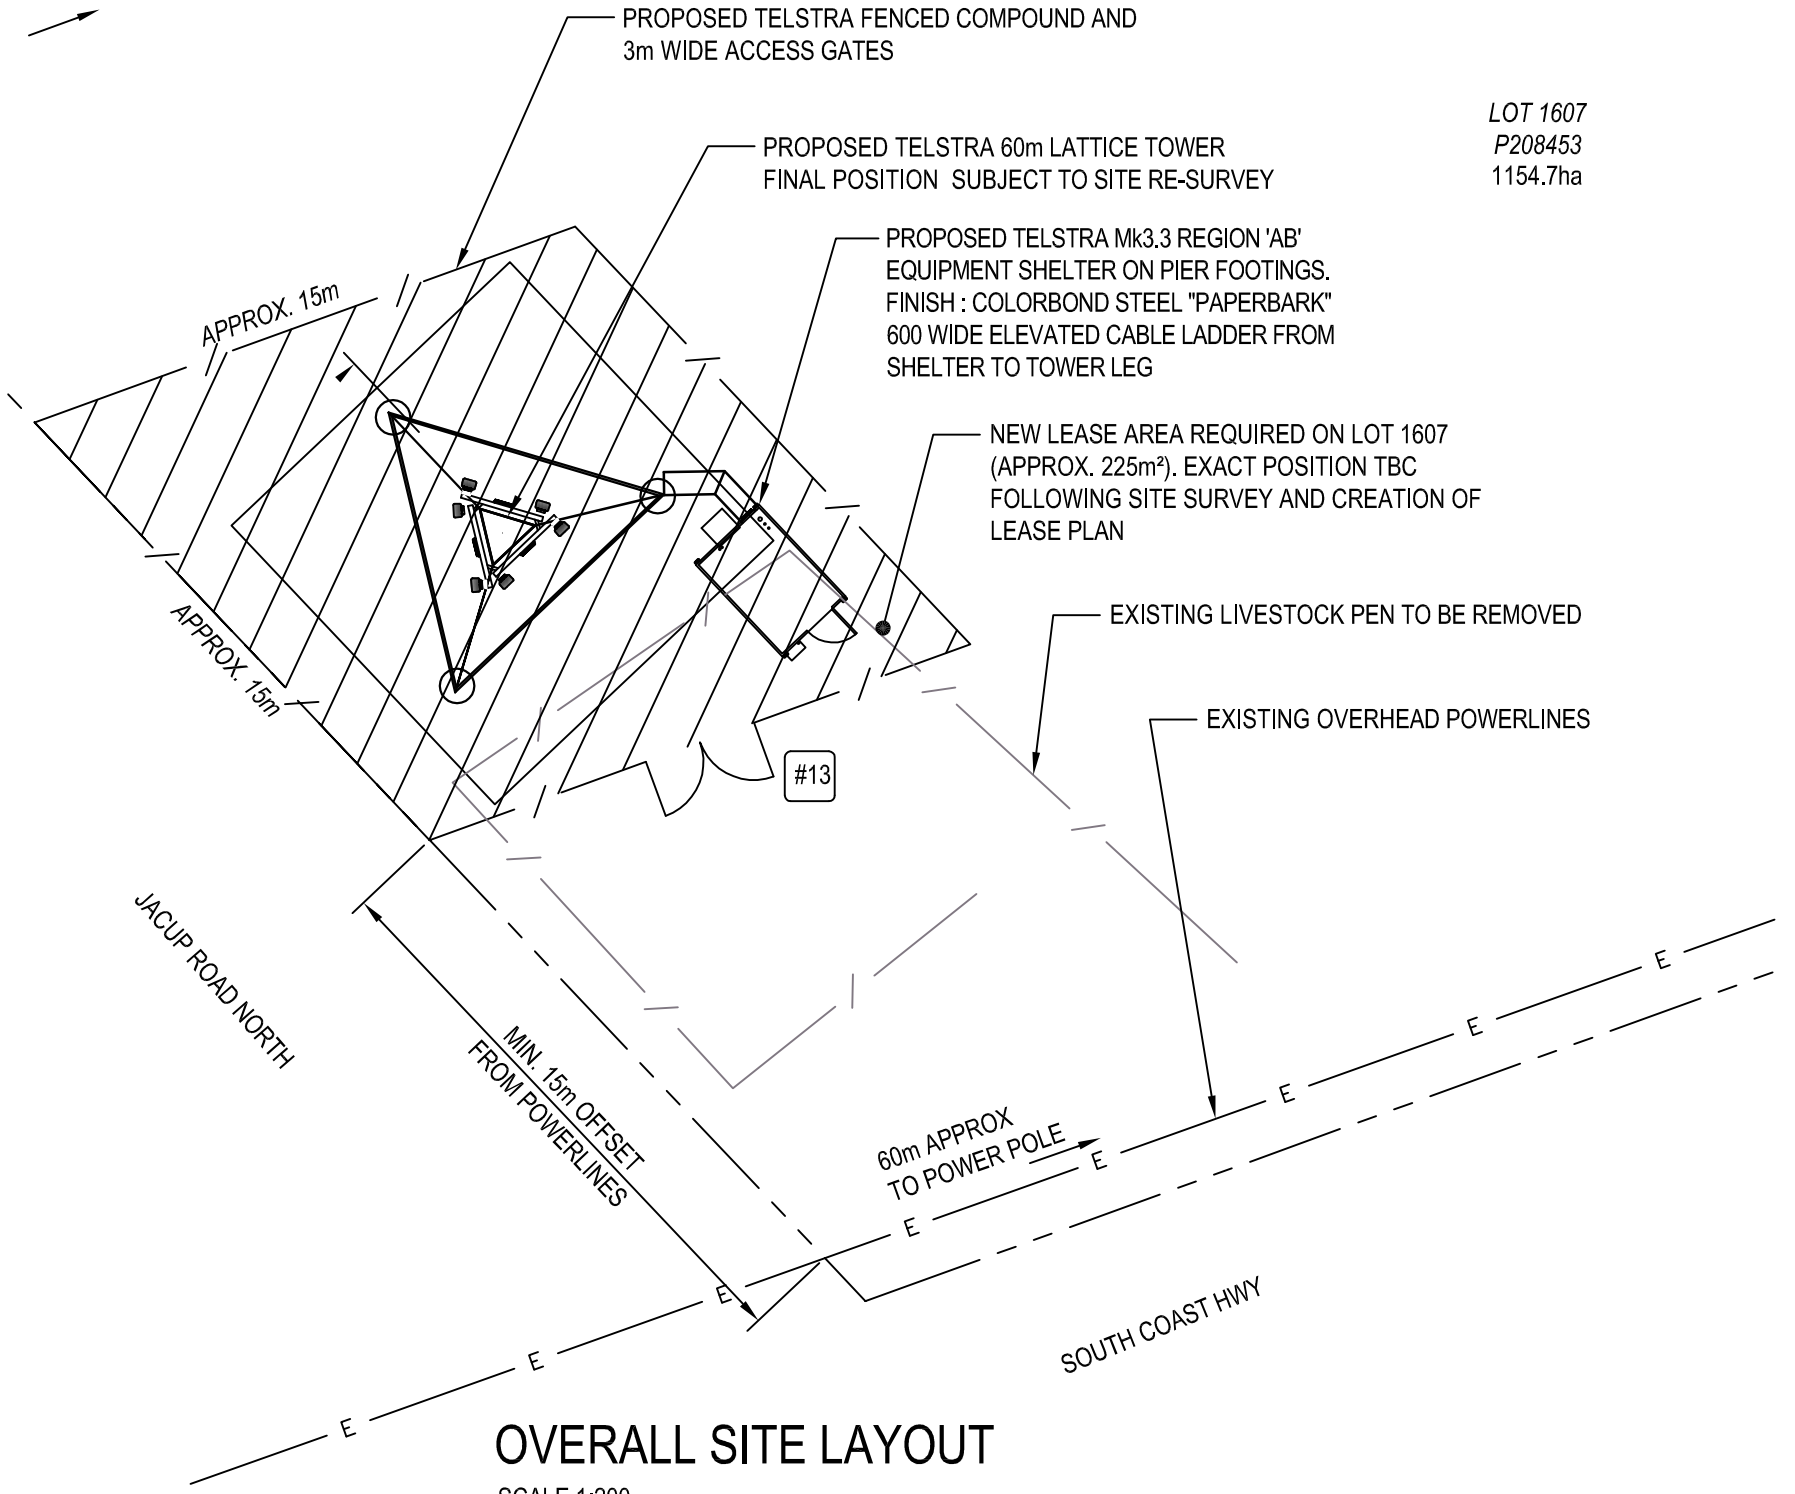 PROPOSED TELSTRA FENCED COMPOUND AND
3m WIDE ACCESS GATES
LOT 1607
P208453
1154.7ha
PROPOSED TELSTRA 60m LATTICE TOWER
FINAL POSITION SUBJECT TO SITE RE-SURVEY
PROPOSED TELSTRA Mk3.3 REGION 'AB'
EQUIPMENT SHELTER ON PIER FOOTINGS.
FINISH : COLORBOND STEEL "PAPERBARK"
600 WIDE ELEVATED CABLE LADDER FROM
SHELTER TO TOWER LEG
APPROX. 15m
NEW LEASE AREA REQUIRED ON LOT 1607
(APPROX. 225m²). EXACT POSITION TBC
FOLLOWING SITE SURVEY AND CREATION OF
LEASE PLAN
EXISTING LIVESTOCK PEN TO BE REMOVED
APPROX. 15m
EXISTING OVERHEAD POWERLINES
#13
JACUP ROAD NORTH
MIN. 15m OFFSET
FROM POWERLINES
60m APPROX
TO POWER POLE
E
E
E
E
E
E
E
E
SOUTH COAST HWY
OVERALL SITE LAYOUT
SCALE 1:200